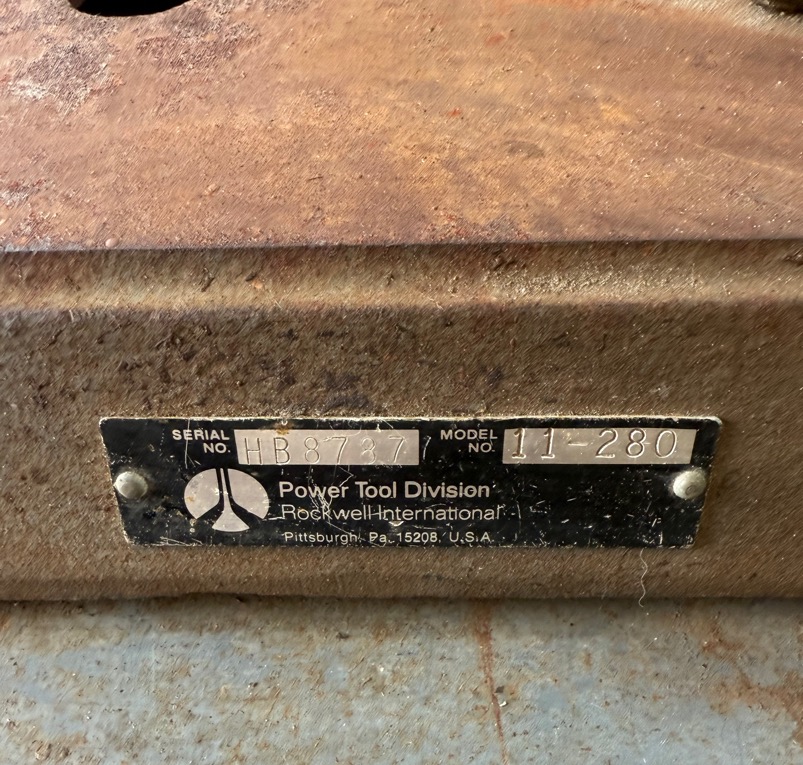 SERIAL NO. HB8737 MODEL NO. 11-280
Power Tool Division
Rockwell International
Pittsburgh, Pa. 15208, U.S.A.